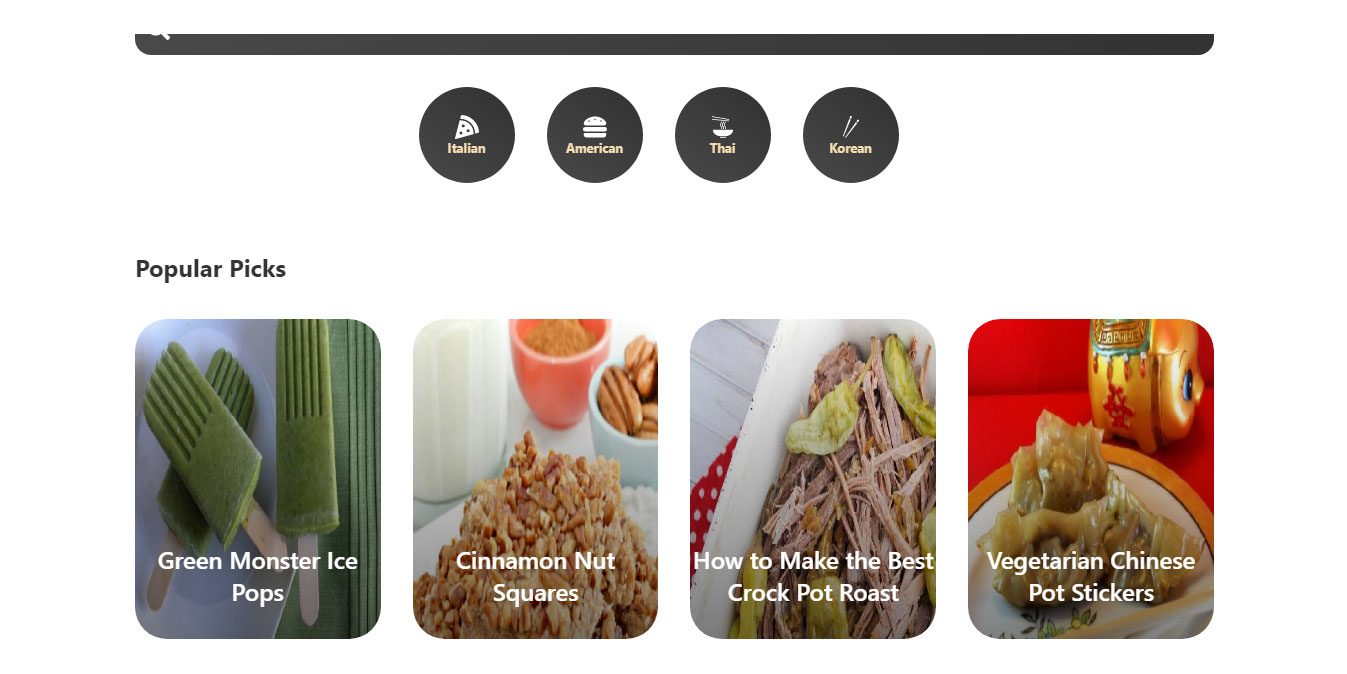 Italian
American
Thai
Korean
Popular Picks
Green Monster Ice
Pops
Cinnamon Nut
Squares
How to Make the Best
Crock Pot Roast
Vegetarian Chinese
Pot Stickers
發